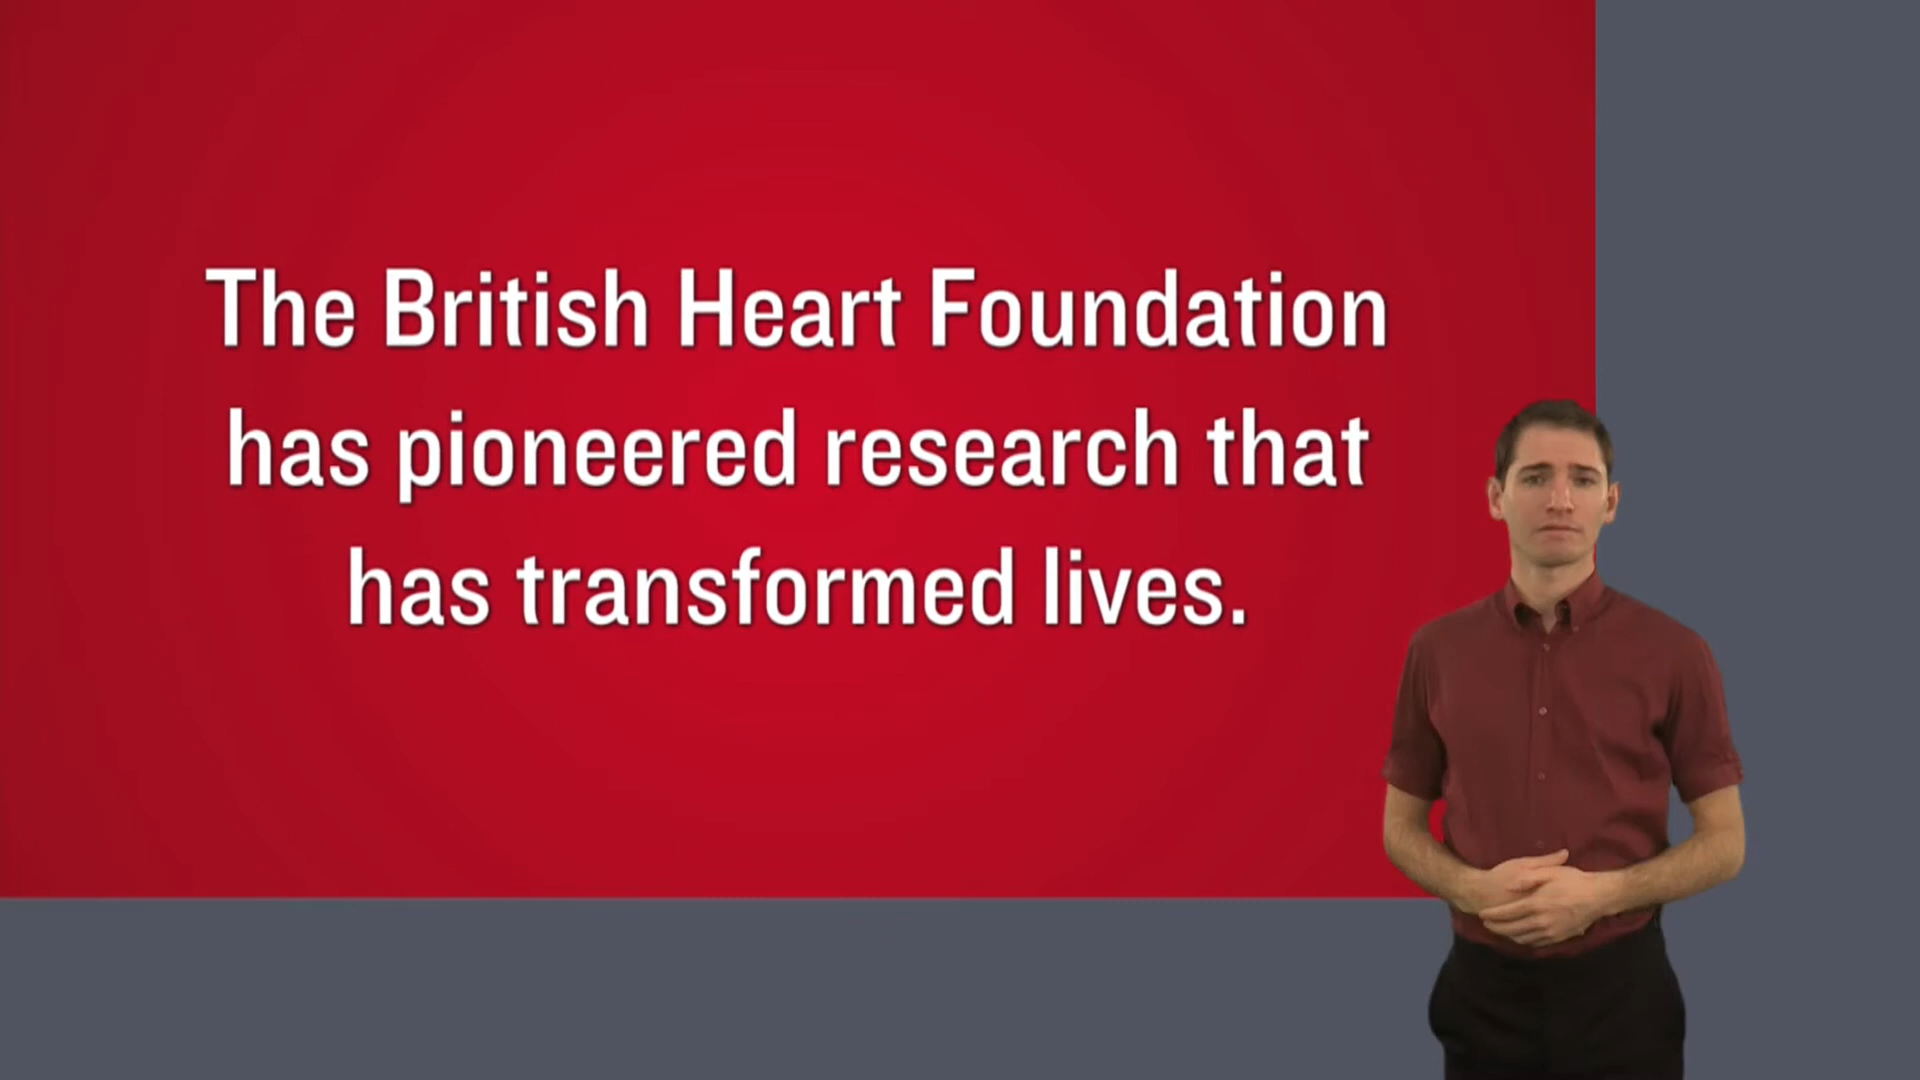 The British Heart Foundation
has pioneered research that
has transformed lives.